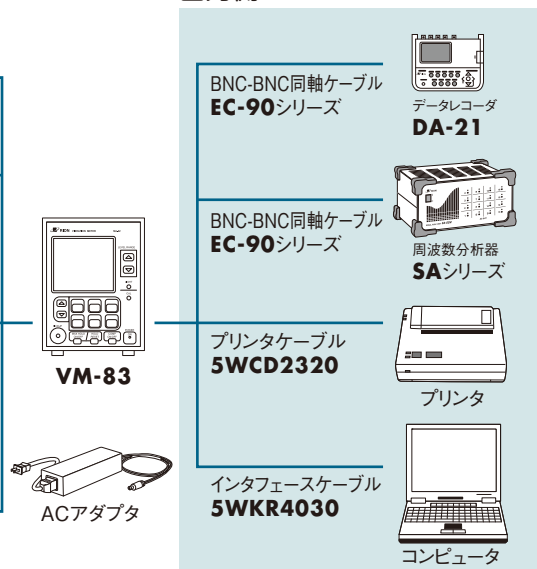 BNC-BNC同軸ケーブル
EC-90シリーズ
データレコーダ
DA-21
BNC-BNC同軸ケーブル
EC-90シリーズ
周波数分析器
SAシリーズ
RION
VM-83
プリンタケーブル
5WCD2320
プリンタ
ACアダプタ
インタフェースケーブル
5WKR4030
コンピュータ